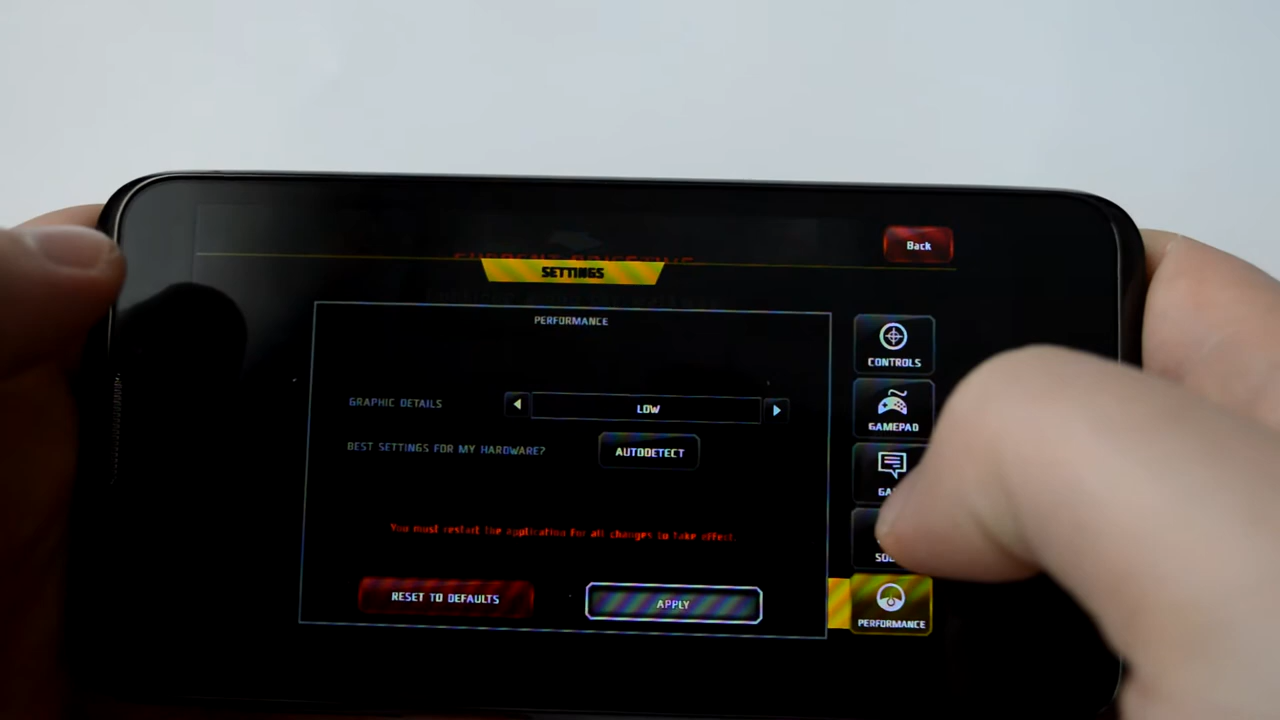 Back
SETTINGS
PERFORMANCE
CONTROLS
GRAPHIC DETAILS
LOW
GAMEPAD
BEST SETTINGS FOR MY HARDWARE?
AUTODETECT
You must restart the application for all changes to take effect.
RESET TO DEFAULTS
APPLY
PERFORMANCE